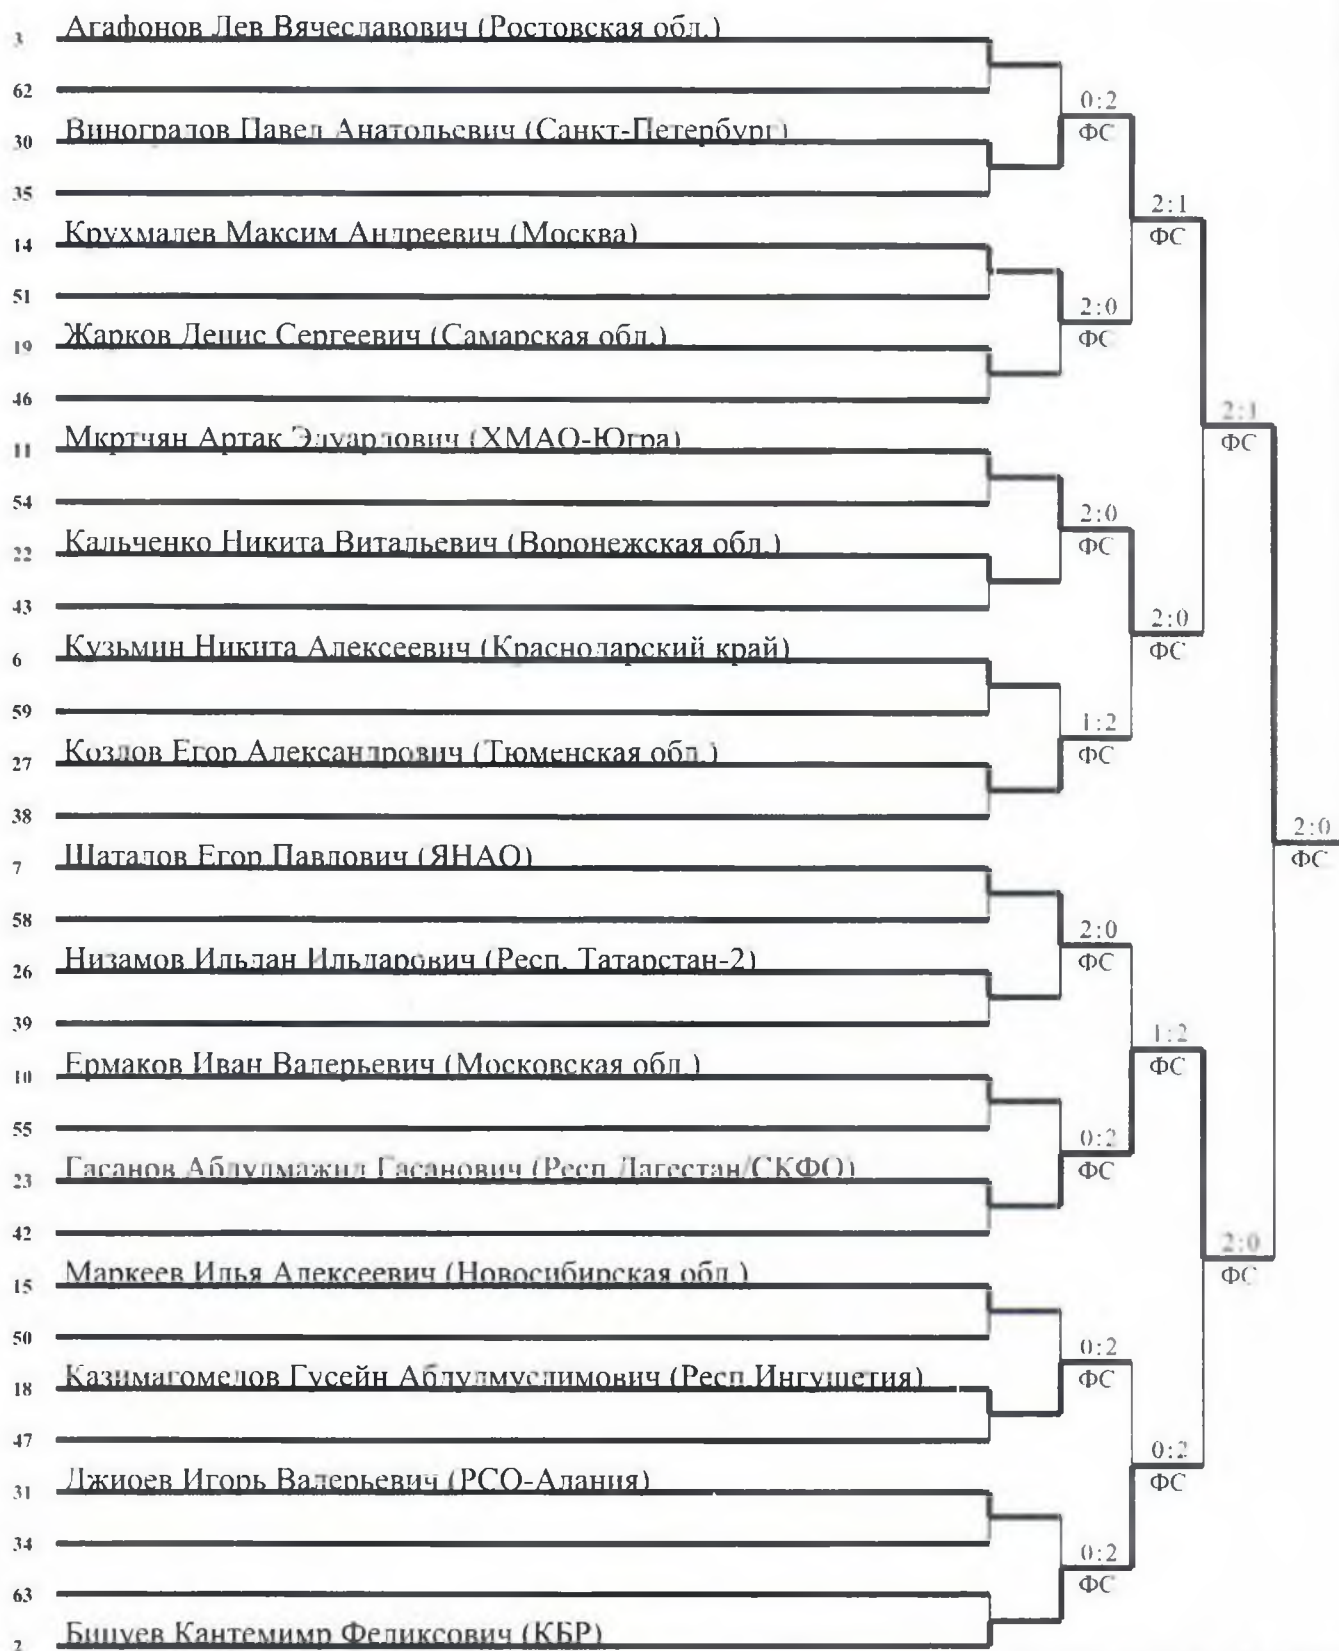 3 Агафонов Лев Вячеславович (Ростовская обл.)
62
0:2
30 Виноградов Павел Анатольевич (Санкт-Петербург)
ФС
35
2:1
14 Крухмалев Максим Андреевич (Москва)
ФС
51
2:0
19 Жарков Денис Сергеевич (Самарская обл.)
ФС
46
2:1
11 Мкртчян Артак Эдуардович (ХМАО-Югра)
ФС
54
2:0
22 Кальченко Никита Витальевич (Воронежская обл.)
ФС
43
2:0
6 Кузьмин Никита Алексеевич (Краснодарский край)
ФС
59
1:2
27 Козлов Егор Александрович (Тюменская обл.)
ФС
38
2:0
7 Шаталов Егор Павлович (ЯНАО)
ФС
58
2:0
26 Низамов Ильдан Ильдарович (Респ. Татарстан-2)
ФС
39
1:2
10 Ермаков Иван Валерьевич (Московская обл.)
ФС
55
0:2
23 Гасанов Абдулмажид Гасанович (Респ.Дагестан/СКФО)
ФС
42
2:0
15 Маркеев Илья Алексеевич (Новосибирская обл.)
ФС
50
0:2
18 Казимагомедов Гусейн Абдулмуслимович (Респ.Ингушетия)
ФС
47
0:2
31 Джиоев Игорь Валерьевич (РСО-Алания)
ФС
34
0:2
63
ФС
2 Бицуев Кантемимр Феликсович (КБР)